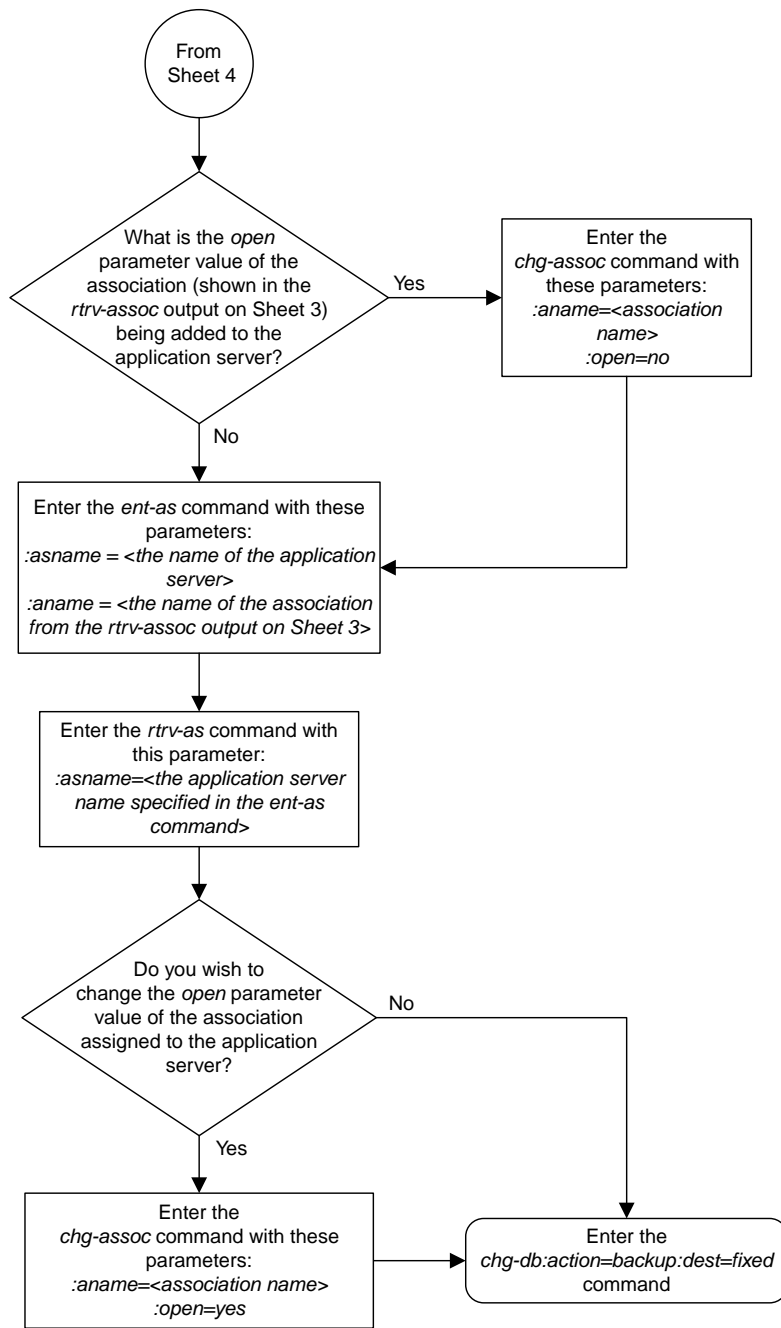 From
Sheet 4
What is the open
parameter value of the
association (shown in the
rtrv-assoc output on Sheet 3)
being added to the
application server?
Yes
Enter the
chg-assoc command with
these parameters:
:aname=<association
name>
:open=no
No
Enter the ent-as command with these
parameters:
:asname = <the name of the application
server>
:aname = <the name of the association
from the rtrv-assoc output on Sheet 3>
Enter the rtrv-as command with
this parameter:
:asname=<the application server
name specified in the ent-as
command>
Do you wish to
change the open parameter
value of the association
assigned to the application
server?
No
Yes
Enter the
chg-assoc command with these
parameters:
:aname=<association name>
:open=yes
Enter the
chg-db:action=backup:dest=fixed
command